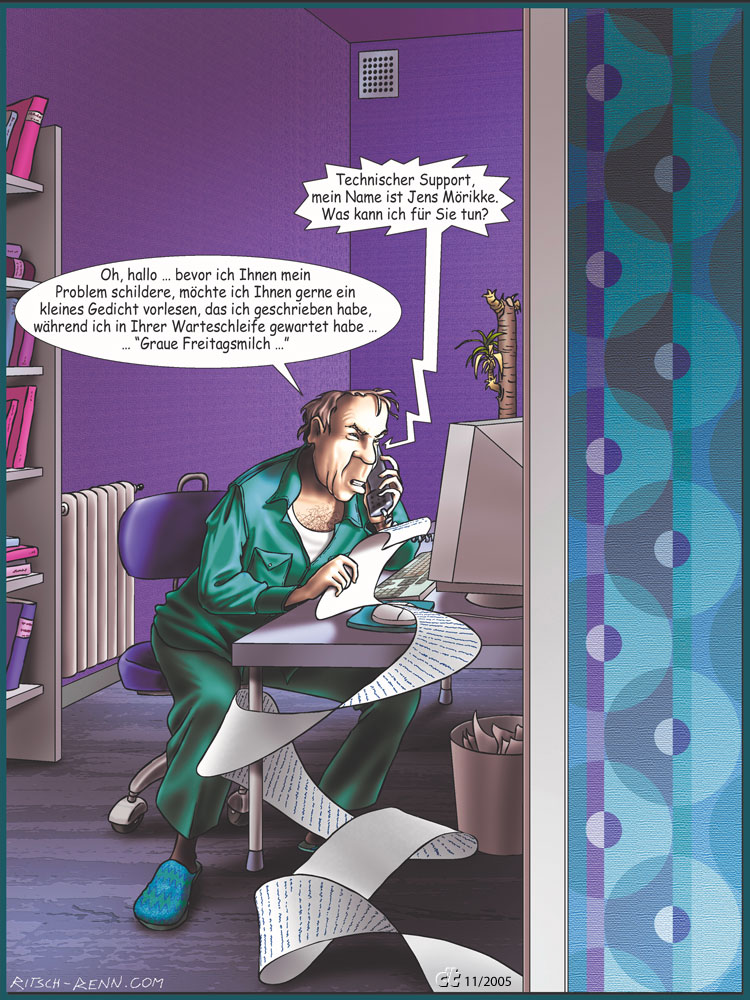 Technischer Support,
mein Name ist Jens Mörikke.
Was kann ich für Sie tun?
Oh, hallo ... bevor ich Ihnen mein
Problem schildere, möchte ich Ihnen gerne ein
kleines Gedicht vorlesen, das ich geschrieben habe,
während ich in Ihrer Warteschleife gewartet habe ...
... “Graue Freitagsmilch ...”
RITSCH-RENN.COM
c't 11/2005